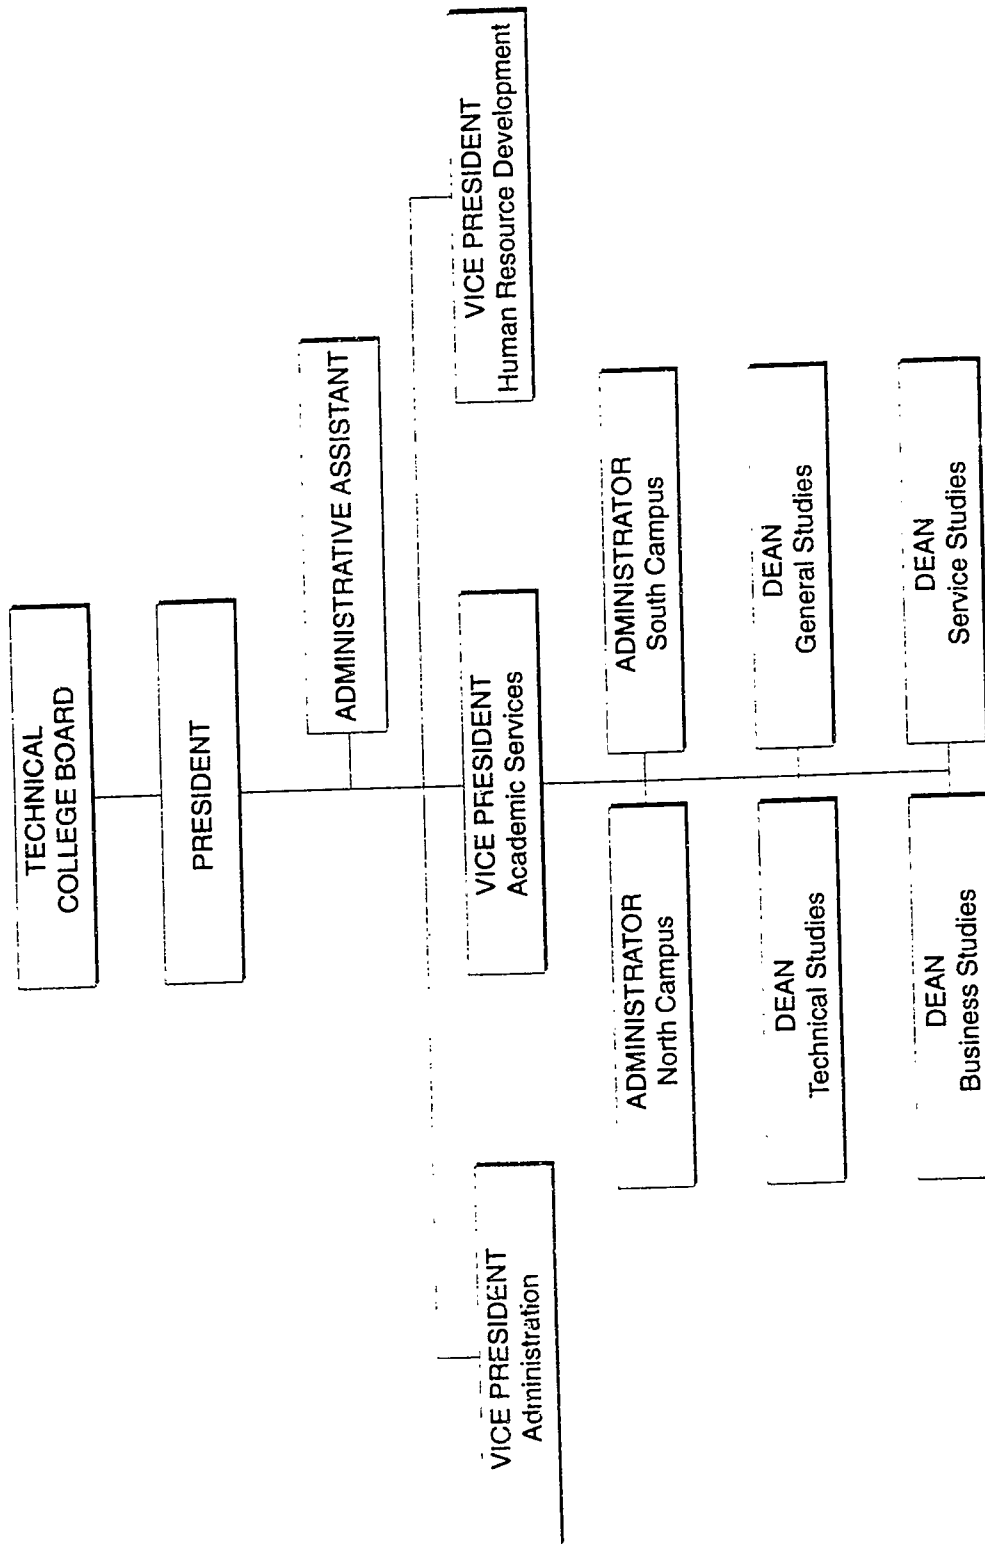 TECHNICAL
COLLEGE BOARD
PRESIDENT
ADMINISTRATIVE ASSISTANT
VICE PRESIDENT
Administration
VICE PRESIDENT
Academic Services
VICE PRESIDENT
Human Resource Development
ADMINISTRATOR
North Campus
ADMINISTRATOR
South Campus
DEAN
Technical Studies
DEAN
General Studies
DEAN
Business Studies
DEAN
Service Studies